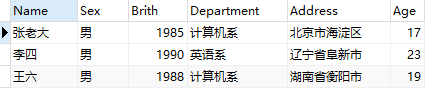 Name Sex Brith Department Address Age
张老大 男 1985 计算机系 北京市海淀区 17
李四 男 1990 英语系 辽宁省阜新市 23
王六 男 1988 计算机系 湖南省衡阳市 19